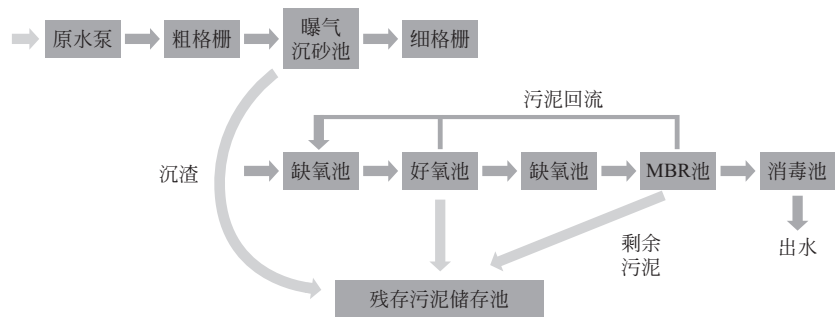 原水泵
粗格栅
曝气
沉砂池
细格栅
污泥回流
沉渣
缺氧池
好氧池
缺氧池
MBR池
消毒池
剩余
污泥
出水
残存污泥储存池